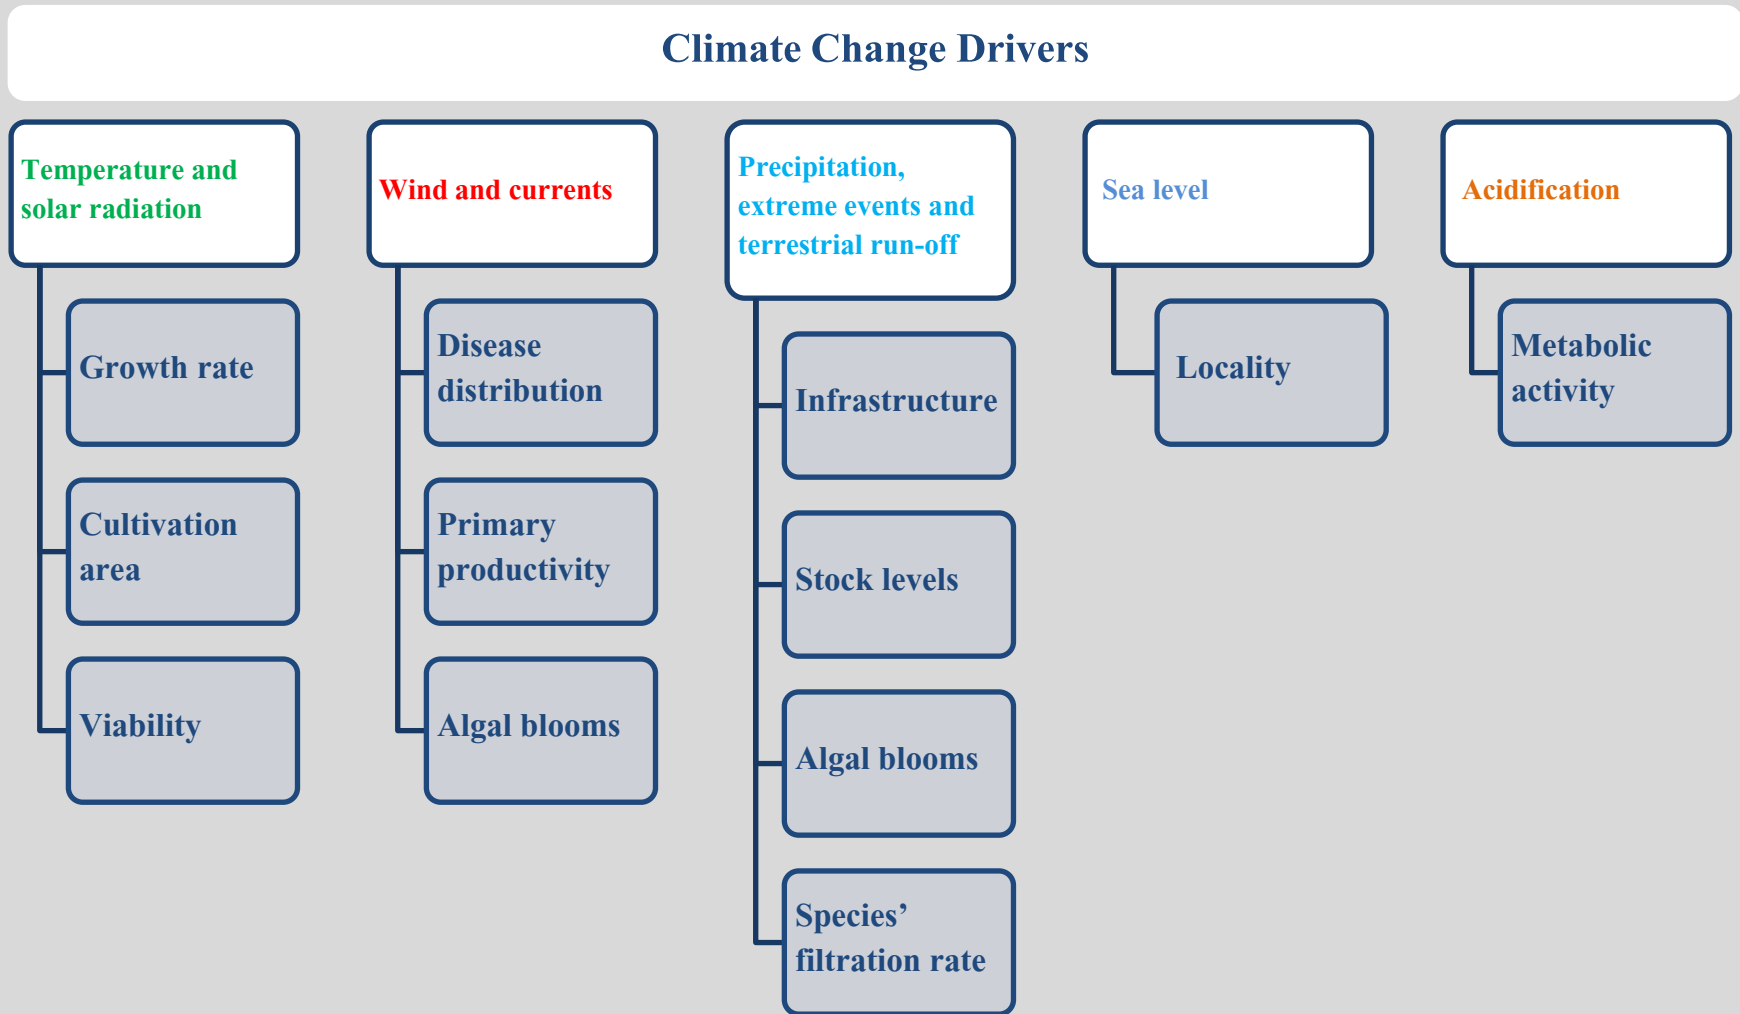 Climate Change Drivers
Temperature and
solar radiation
Growth rate
Cultivation
area
Viability
Wind and currents
Disease
distribution
Primary
productivity
Algal blooms
Precipitation,
extreme events and
terrestrial run-off
Infrastructure
Stock levels
Algal blooms
Species’
filtration rate
Sea level
Locality
Acidification
Metabolic
activity